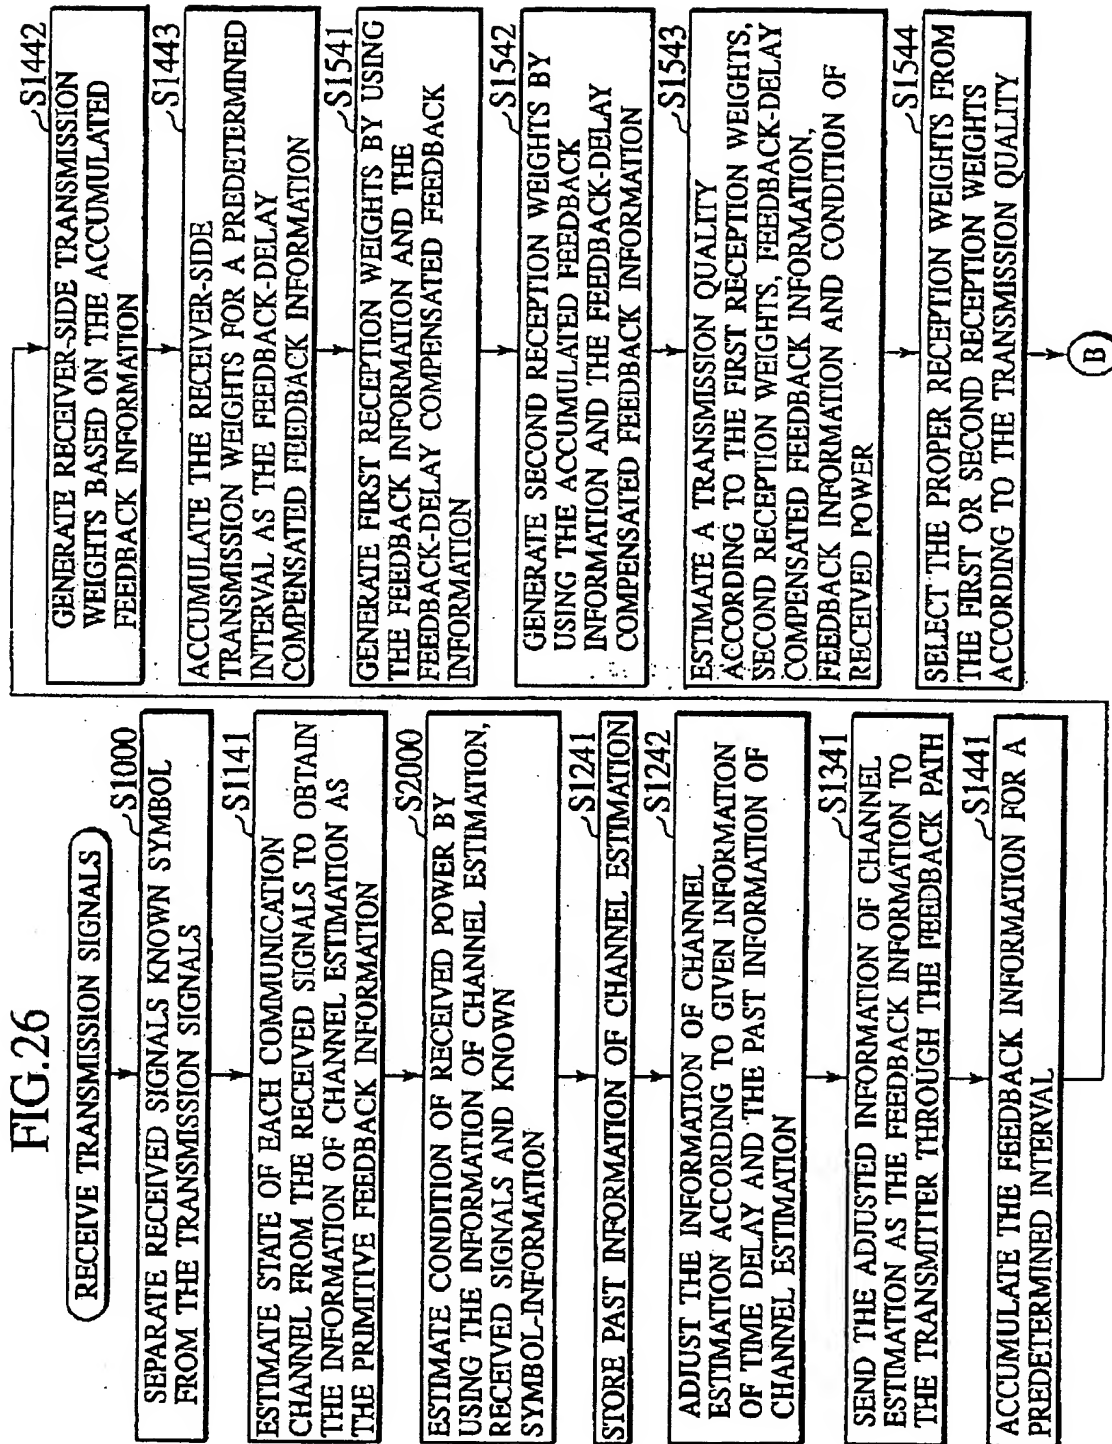 FIG.26
RECEIVE TRANSMISSION SIGNALS
S1000
SEPARATE RECEIVED SIGNALS KNOWN SYMBOL
FROM THE TRANSMISSION SIGNALS
S1141
ESTIMATE STATE OF EACH COMMUNICATION
CHANNEL FROM THE RECEIVED SIGNALS TO OBTAIN
THE INFORMATION OF CHANNEL ESTIMATION AS
THE PRIMITIVE FEEDBACK INFORMATION
S2000
ESTIMATE CONDITION OF RECEIVED POWER BY
USING THE INFORMATION OF CHANNEL ESTIMATION,
RECEIVED SIGNALS AND KNOWN
SYMBOL-INFORMATION
S1241
STORE PAST INFORMATION OF CHANNEL ESTIMATION
S1242
ADJUST THE INFORMATION OF CHANNEL
ESTIMATION ACCORDING TO GIVEN INFORMATION
OF TIME DELAY AND THE PAST INFORMATION OF
CHANNEL ESTIMATION
S1341
SEND THE ADJUSTED INFORMATION OF CHANNEL
ESTIMATION AS THE FEEDBACK INFORMATION TO
THE TRANSMITTER THROUGH THE FEEDBACK PATH
S1441
ACCUMULATE THE FEEDBACK INFORMATION FOR A
PREDETERMINED INTERVAL
S1442
GENERATE RECEIVER-SIDE TRANSMISSION
WEIGHTS BASED ON THE ACCUMULATED
FEEDBACK INFORMATION
S1443
ACCUMULATE THE RECEIVER-SIDE
TRANSMISSION WEIGHTS FOR A PREDETERMINED
INTERVAL AS THE FEEDBACK-DELAY
COMPENSATED FEEDBACK INFORMATION
S1541
GENERATE FIRST RECEPTION WEIGHTS BY USING
THE FEEDBACK INFORMATION AND THE
FEEDBACK-DELAY COMPENSATED FEEDBACK
INFORMATION
S1542
GENERATE SECOND RECEPTION WEIGHTS BY
USING THE ACCUMULATED FEEDBACK
INFORMATION AND THE FEEDBACK-DELAY
COMPENSATED FEEDBACK INFORMATION
S1543
ESTIMATE A TRANSMISSION QUALITY
ACCORDING TO THE FIRST RECEPTION WEIGHTS,
SECOND RECEPTION WEIGHTS, FEEDBACK-DELAY
COMPENSATED FEEDBACK INFORMATION,
FEEDBACK INFORMATION AND CONDITION OF
RECEIVED POWER
S1544
SELECT THE PROPER RECEPTION WEIGHTS FROM
THE FIRST OR SECOND RECEPTION WEIGHTS
ACCORDING TO THE TRANSMISSION QUALITY
B